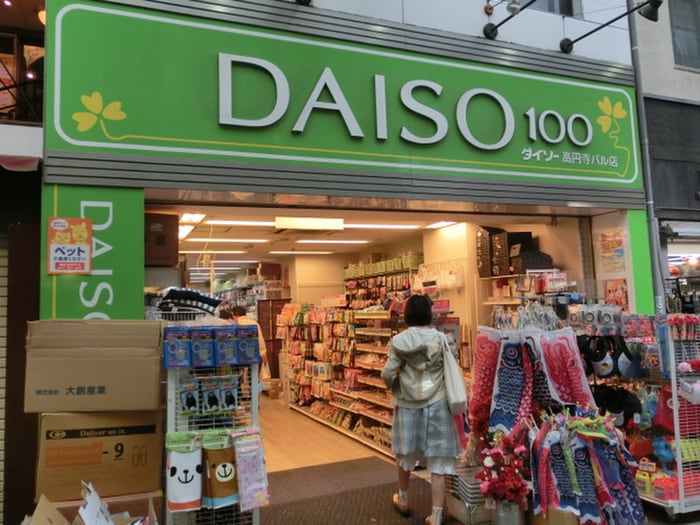 DAISO 100
ダイソー 高円寺パル店
DAISO
ペット
株式会社 大創産業
Deliver as is.
-9